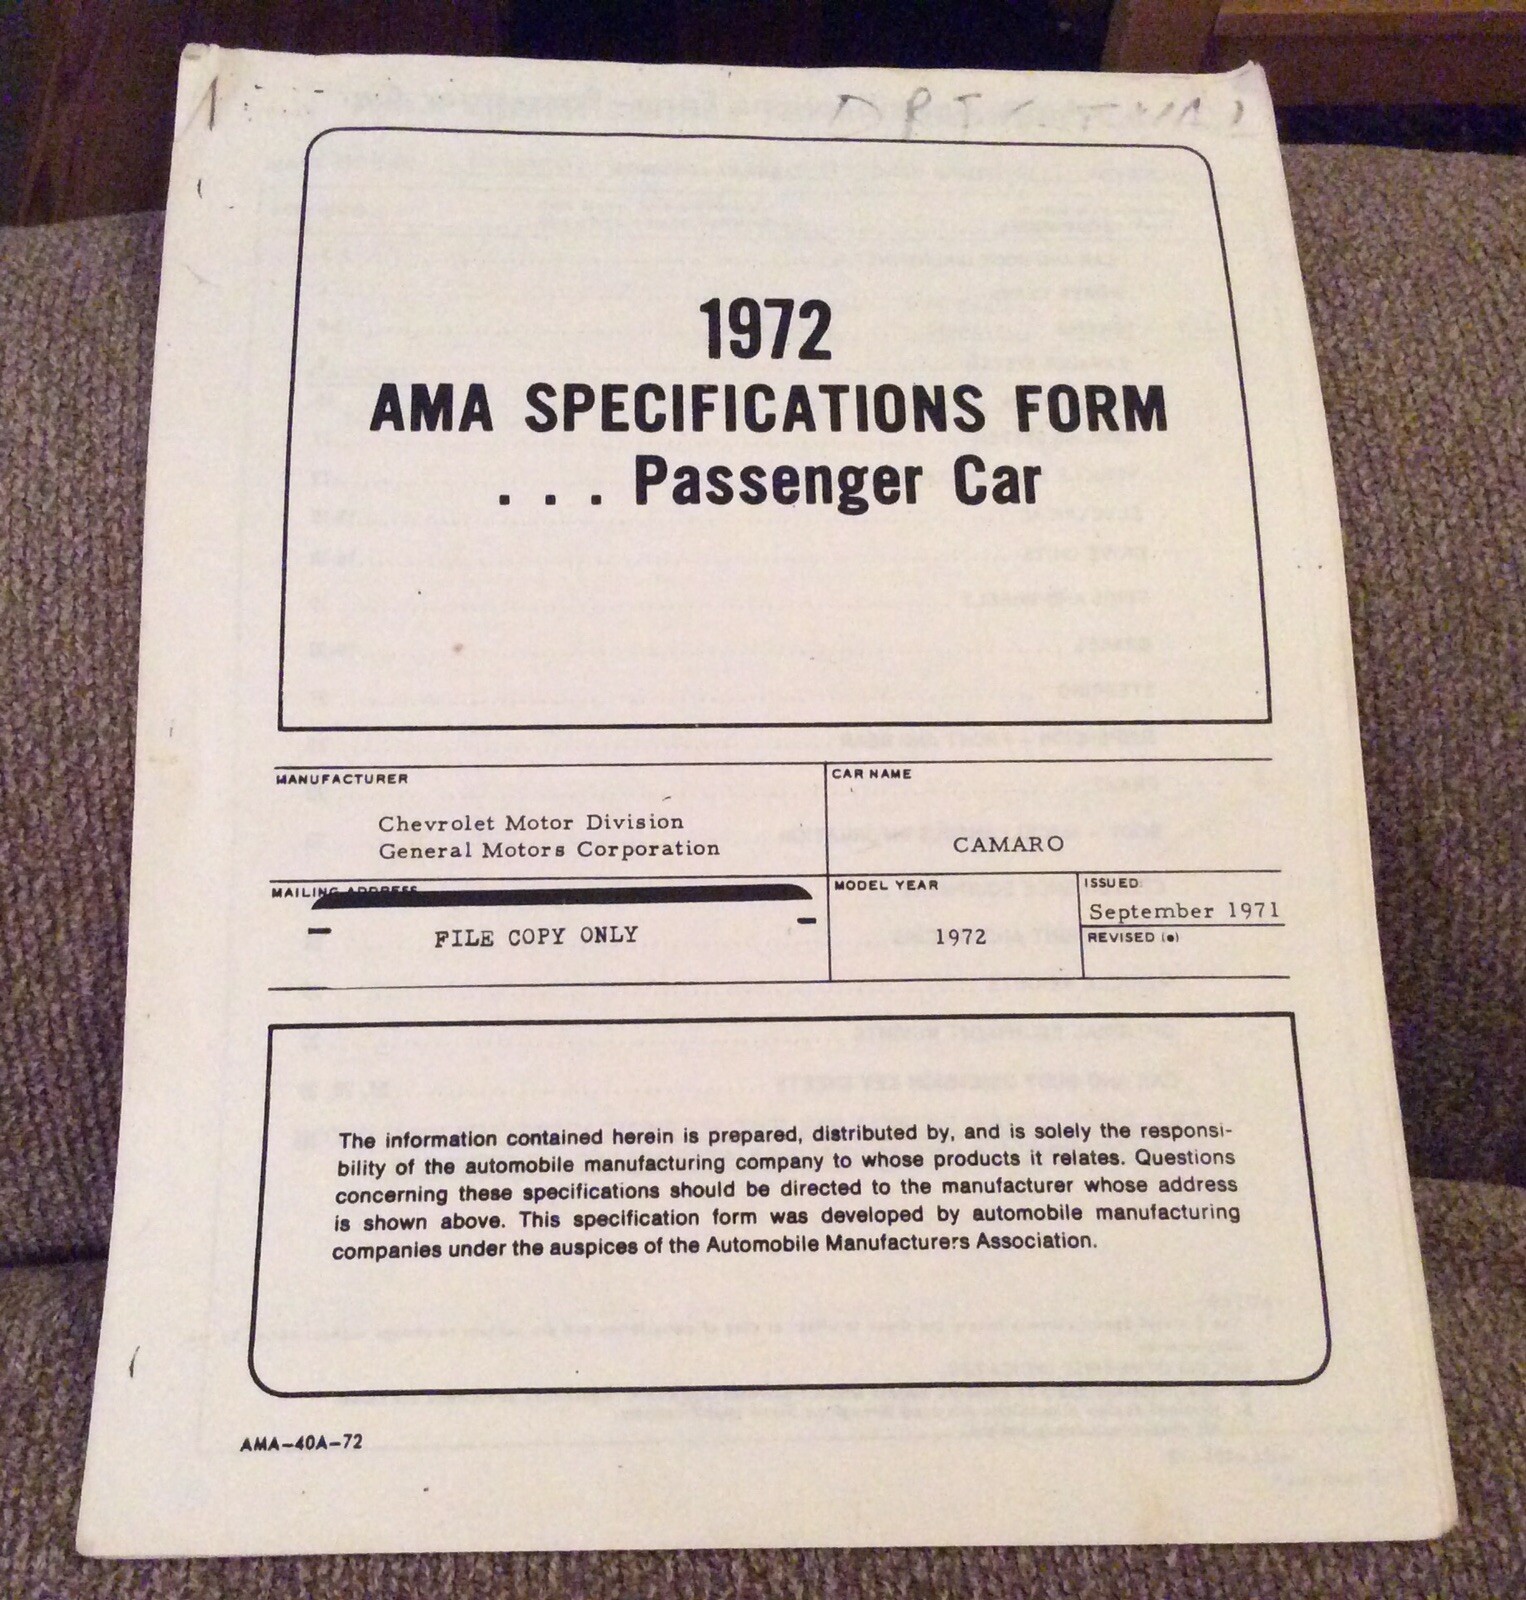 1972
AMA SPECIFICATIONS FORM
. . . Passenger Car
MANUFACTURER
Chevrolet Motor Division
General Motors Corporation
CAR NAME
CAMARO
MAILING ADDRESS
FILE COPY ONLY
MODEL YEAR
1972
ISSUED:
September 1971
REVISED (•)
The information contained herein is prepared, distributed by, and is solely the responsi-
bility of the automobile manufacturing company to whose products it relates. Questions
concerning these specifications should be directed to the manufacturer whose address
is shown above. This specification form was developed by automobile manufacturing
companies under the auspices of the Automobile Manufacturers Association.
AMA-40A-72